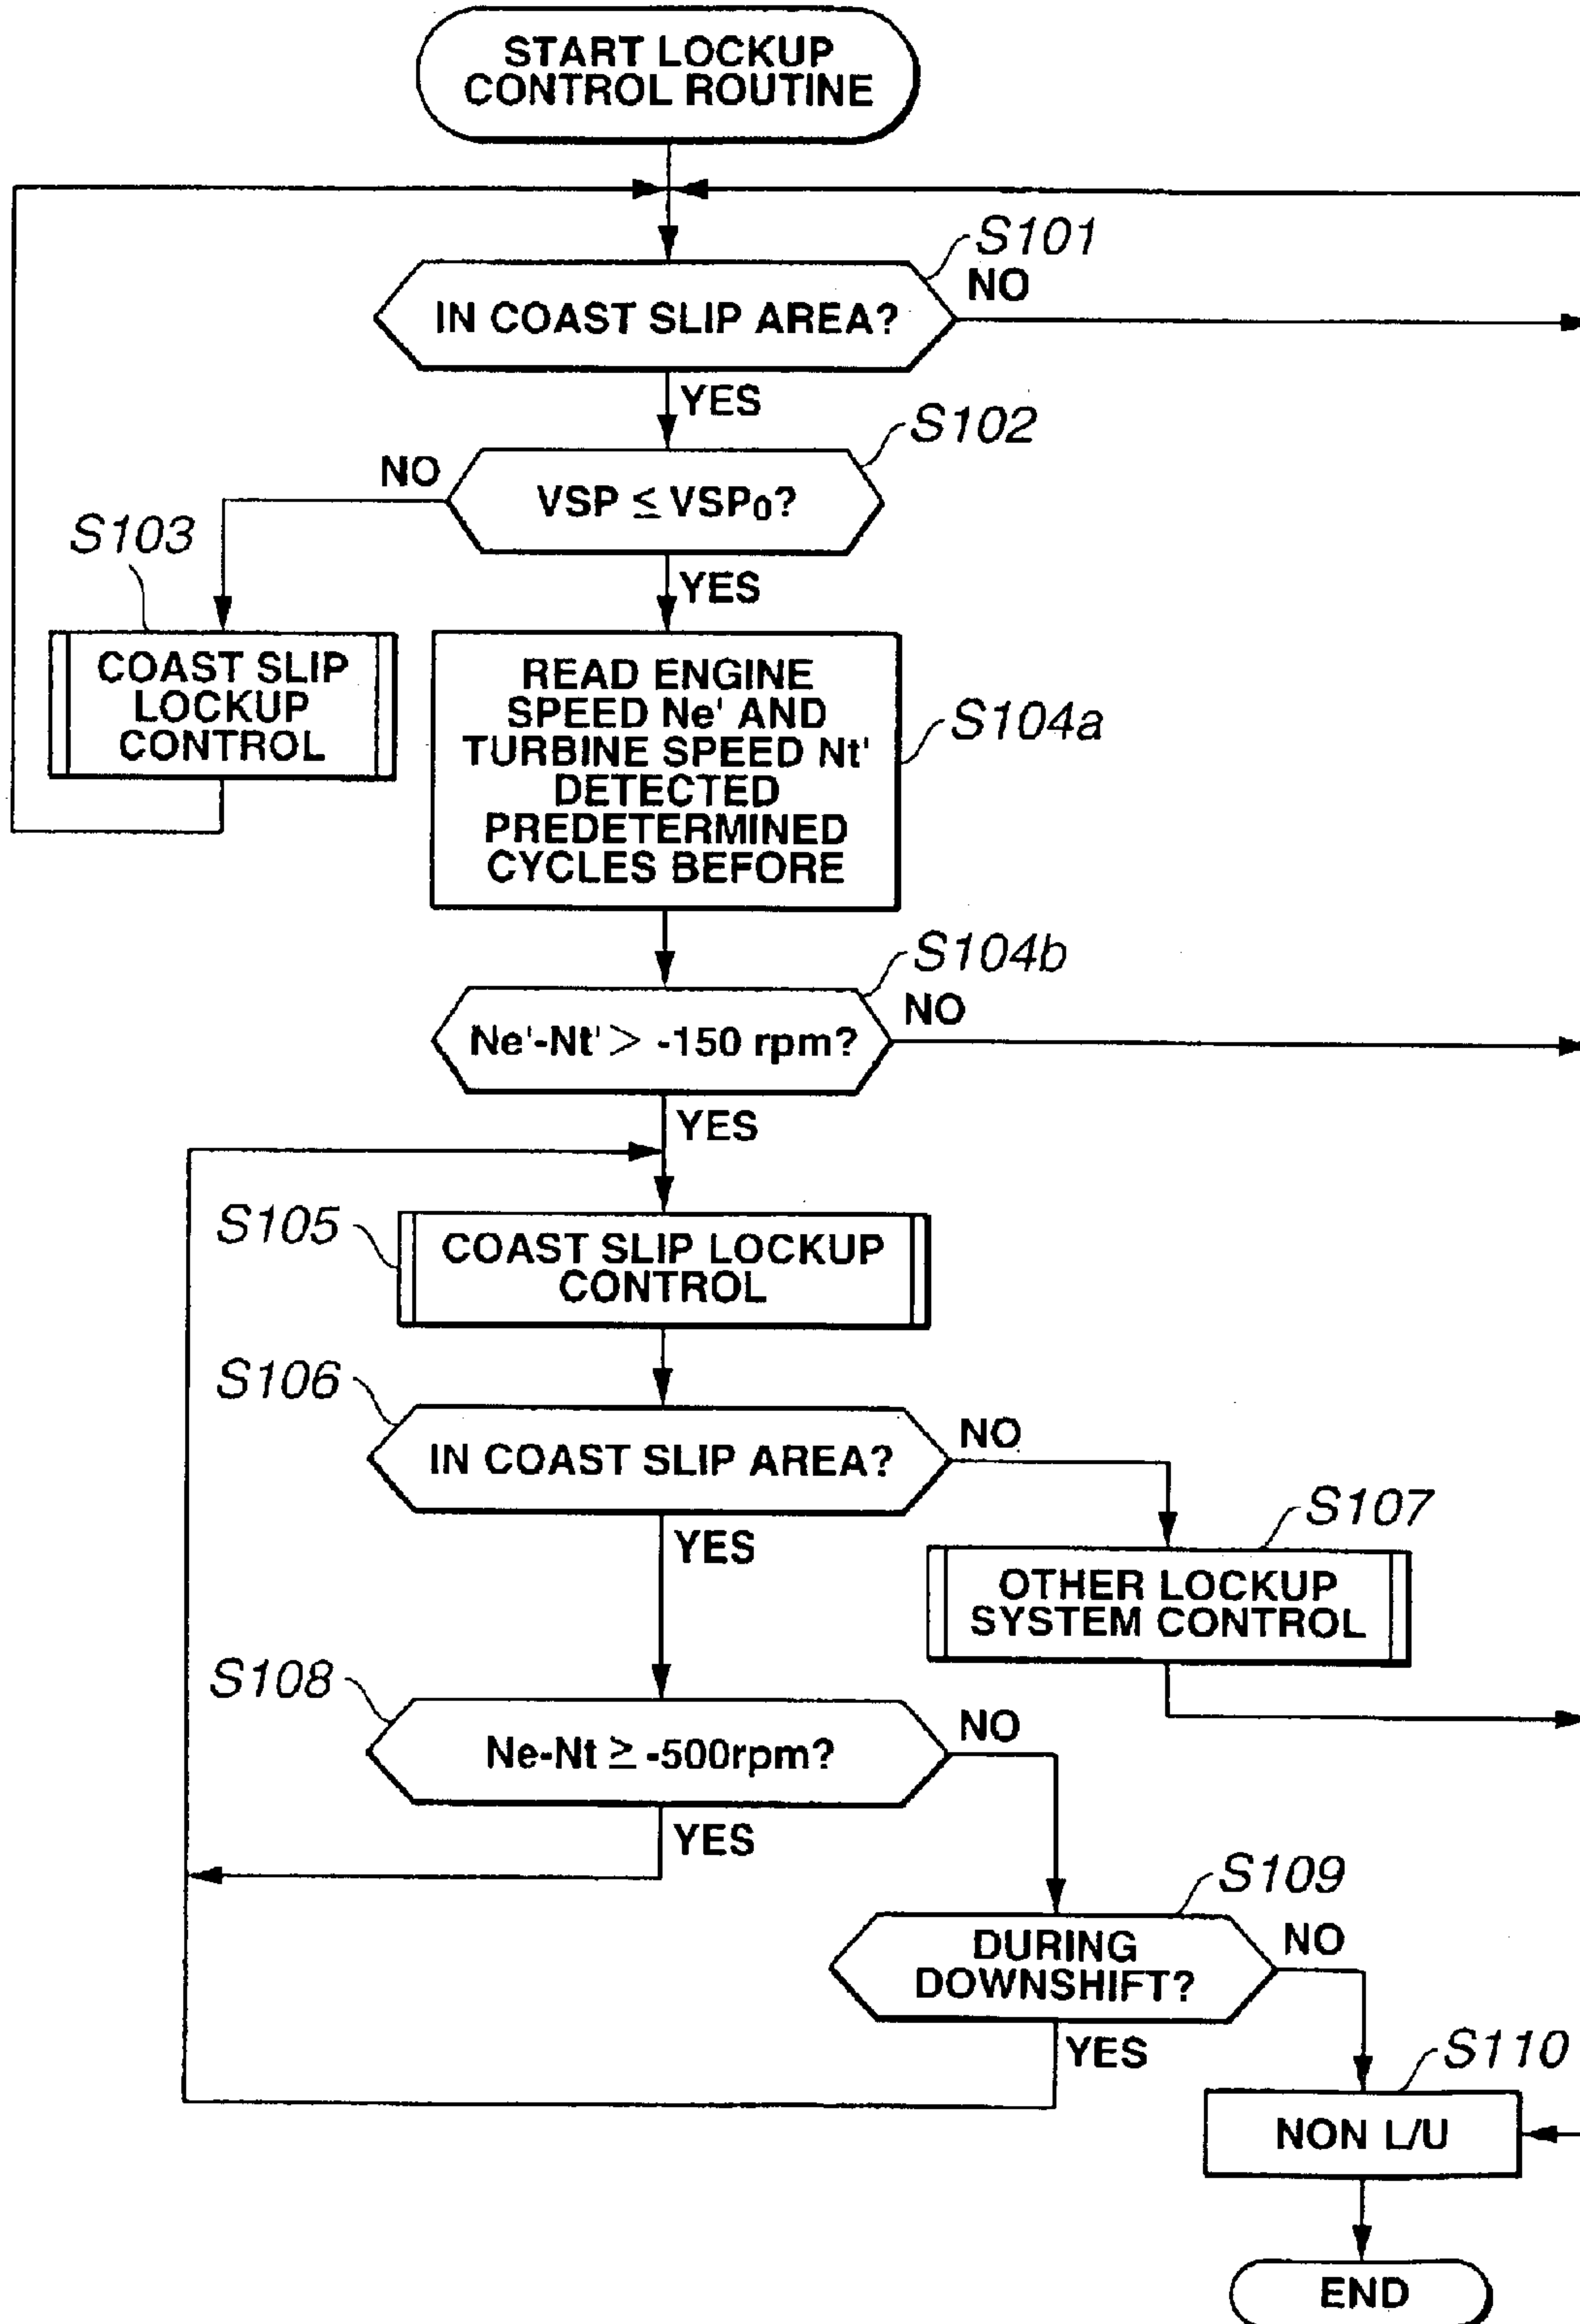 START LOCKUP
CONTROL ROUTINE
S101
IN COAST SLIP AREA?
NO
YES
S102
NO
VSP ≤ VSP₀?
YES
S103
COAST SLIP
LOCKUP
CONTROL
READ ENGINE
SPEED Ne' AND
TURBINE SPEED Nt'
DETECTED
PREDETERMINED
CYCLES BEFORE
S104a
S104b
Ne'-Nt' > -150 rpm?
NO
YES
S105
COAST SLIP LOCKUP
CONTROL
S106
IN COAST SLIP AREA?
NO
YES
S107
OTHER LOCKUP
SYSTEM CONTROL
S108
Ne-Nt ≥ -500rpm?
NO
YES
S109
DURING
DOWNSHIFT?
NO
YES
S110
NON L/U
END